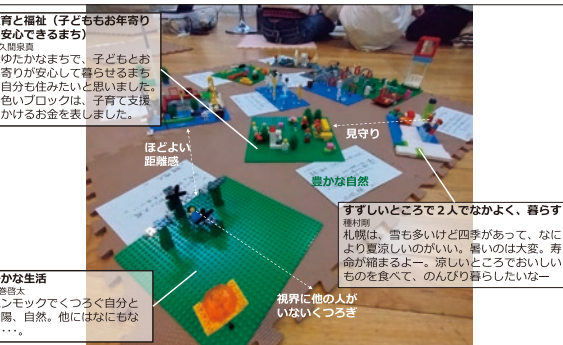 育と福祉（子どももお年寄り
安心できるまち）
久間泉真
ゆたかなまちで、子どもとお
寄りが安心して暮らせるまち
自分も住みたいと思いました。
色いブロックは、子育て支援
かけるお金を表しました。
ほどよい
距離感
見守り
豊かな自然
すずしいところで２人でなかよく、暮らす
種村剛
札幌は、雪も多いけど四季があって、なに
より夏涼しいのがいい。暑いのは大変。寿
命が縮まるよー。涼しいところでおいしい
ものを食べて、のんびり暮らしたいなー
かな生活
巻啓太
ンモックでくつろぐ自分と
陽、自然。他にはなにもな
・・・。
視界に他の人が
いないくつろぎ